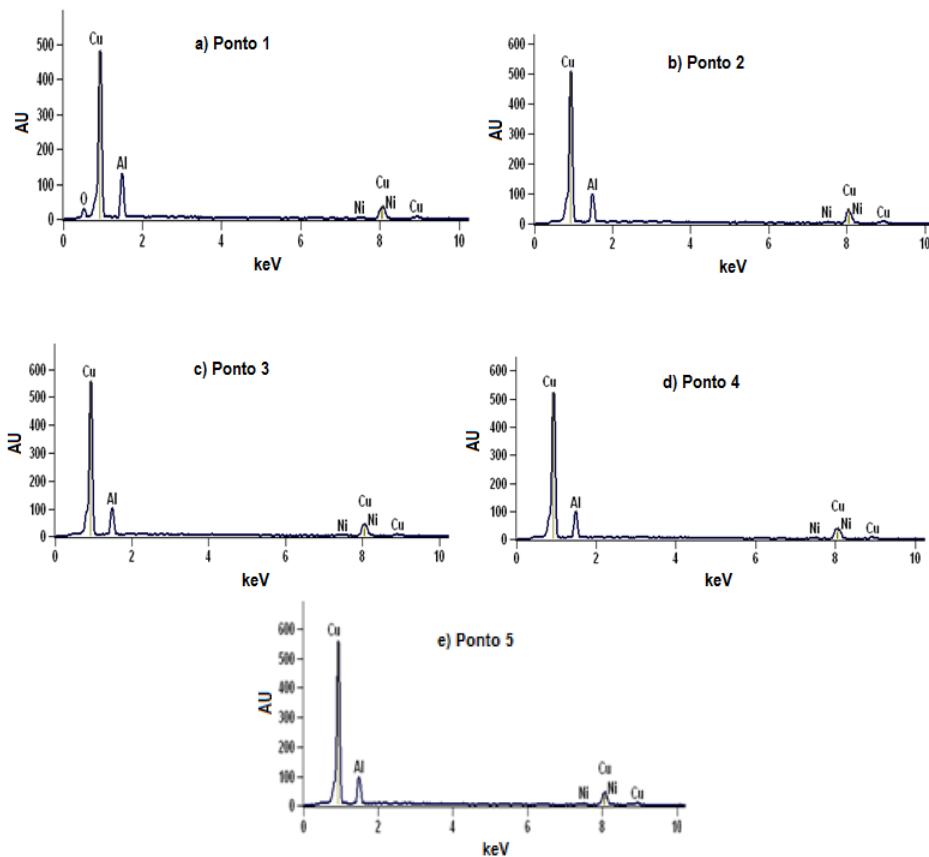 a) Ponto 1
AU
500
400
300
200
100
0
O
Cu
Al
Ni
Cu
Ni
Cu
0 2 4 6 8 10
keV
b) Ponto 2
AU
600
500
400
300
200
100
0
Cu
Al
Ni
Cu
Ni
Cu
0 2 4 6 8 10
keV
c) Ponto 3
AU
600
500
400
300
200
100
0
Cu
Al
Ni
Cu
Ni
Cu
0 2 4 6 8 10
keV
d) Ponto 4
AU
600
500
400
300
200
100
0
Cu
Al
Ni
Cu
Ni
Cu
0 2 4 6 8 10
keV
e) Ponto 5
AU
600
500
400
300
200
100
0
Cu
Al
Ni
Cu
Ni
Cu
0 2 4 6 8 10
keV